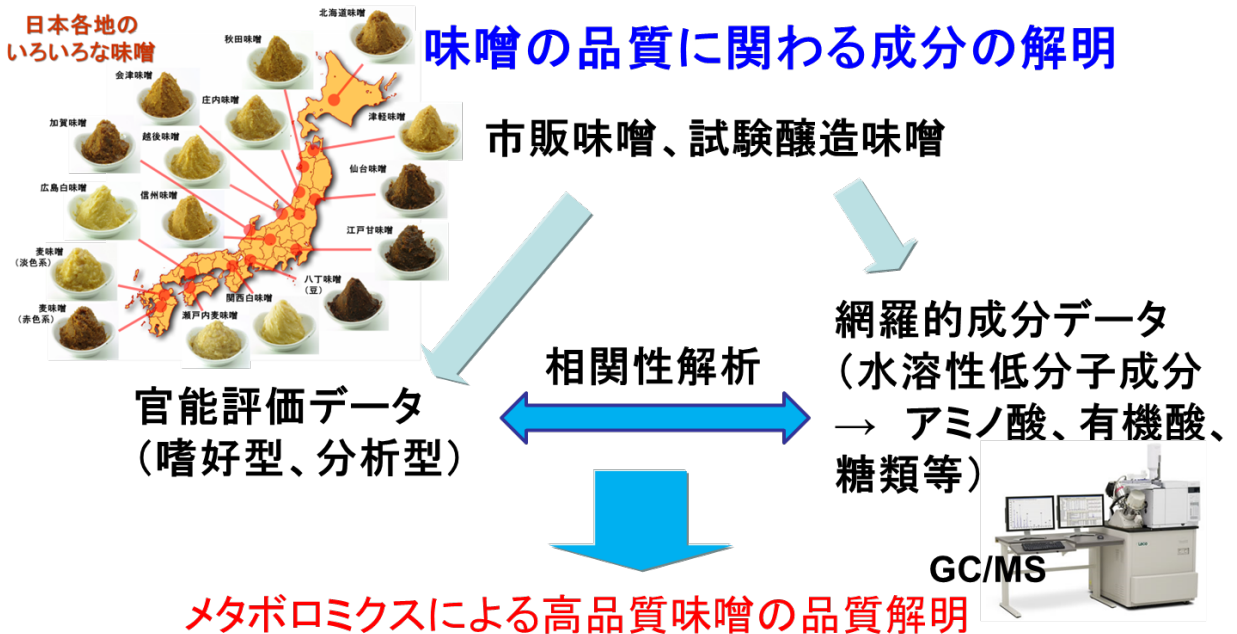 日本各地の
いろいろな味噌
味噌の品質に関わる成分の解明
北海道味噌
秋田味噌
会津味噌
庄内味噌
津軽味噌
加賀味噌
越後味噌
仙台味噌
広島白味噌
信州味噌
江戸甘味噌
麦味噌
(淡色系)
八丁味噌
(豆)
関西白味噌
麦味噌
(赤色系)
瀬戸内麦味噌
市販味噌、試験醸造味噌
官能評価データ
(嗜好型、分析型)
相関性解析
網羅的成分データ
(水溶性低分子成分
→ アミノ酸、有機酸、
糖類等)
GC/MS
メタボロミクスによる高品質味噌の品質解明